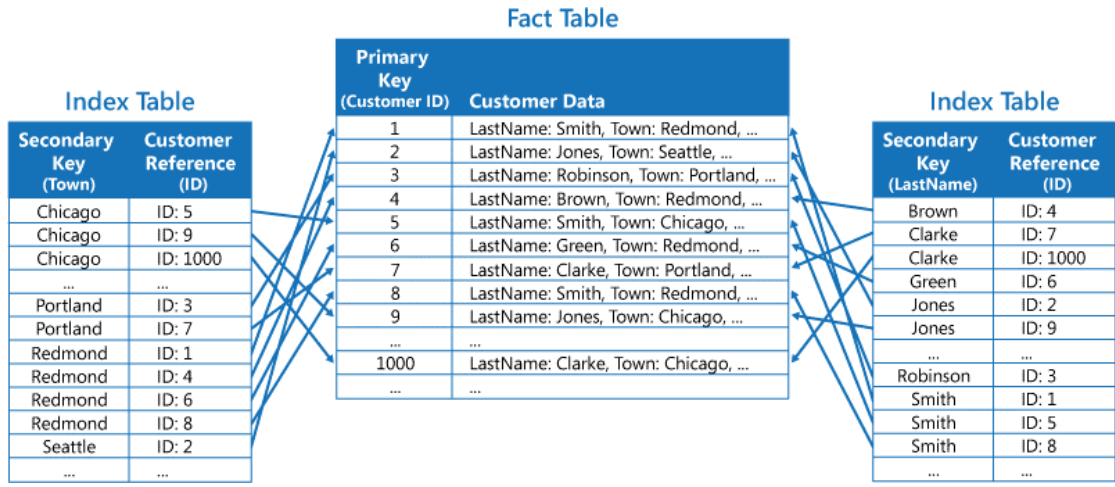 Fact Table
Primary
Key
(Customer ID) Customer Data
1 LastName: Smith, Town: Redmond, ...
2 LastName: Jones, Town: Seattle, ...
3 LastName: Robinson, Town: Portland, ...
4 LastName: Brown, Town: Redmond, ...
5 LastName: Smith, Town: Chicago, ...
6 LastName: Green, Town: Redmond, ...
7 LastName: Clarke, Town: Portland, ...
8 LastName: Smith, Town: Redmond, ...
9 LastName: Jones, Town: Chicago, ...
... ...
1000 LastName: Clarke, Town: Chicago, ...
... ...
Index Table
Secondary Customer
Key Reference
(Town) (ID)
Chicago ID: 5
Chicago ID: 9
Chicago ID: 1000
... ...
Portland ID: 3
Portland ID: 7
Redmond ID: 1
Redmond ID: 4
Redmond ID: 6
Redmond ID: 8
Seattle ID: 2
... ...
Index Table
Secondary Customer
Key Reference
(LastName) (ID)
Brown ID: 4
Clarke ID: 7
Clarke ID: 1000
Green ID: 6
Jones ID: 2
Jones ID: 9
... ...
Robinson ID: 3
Smith ID: 1
Smith ID: 5
Smith ID: 8
... ...